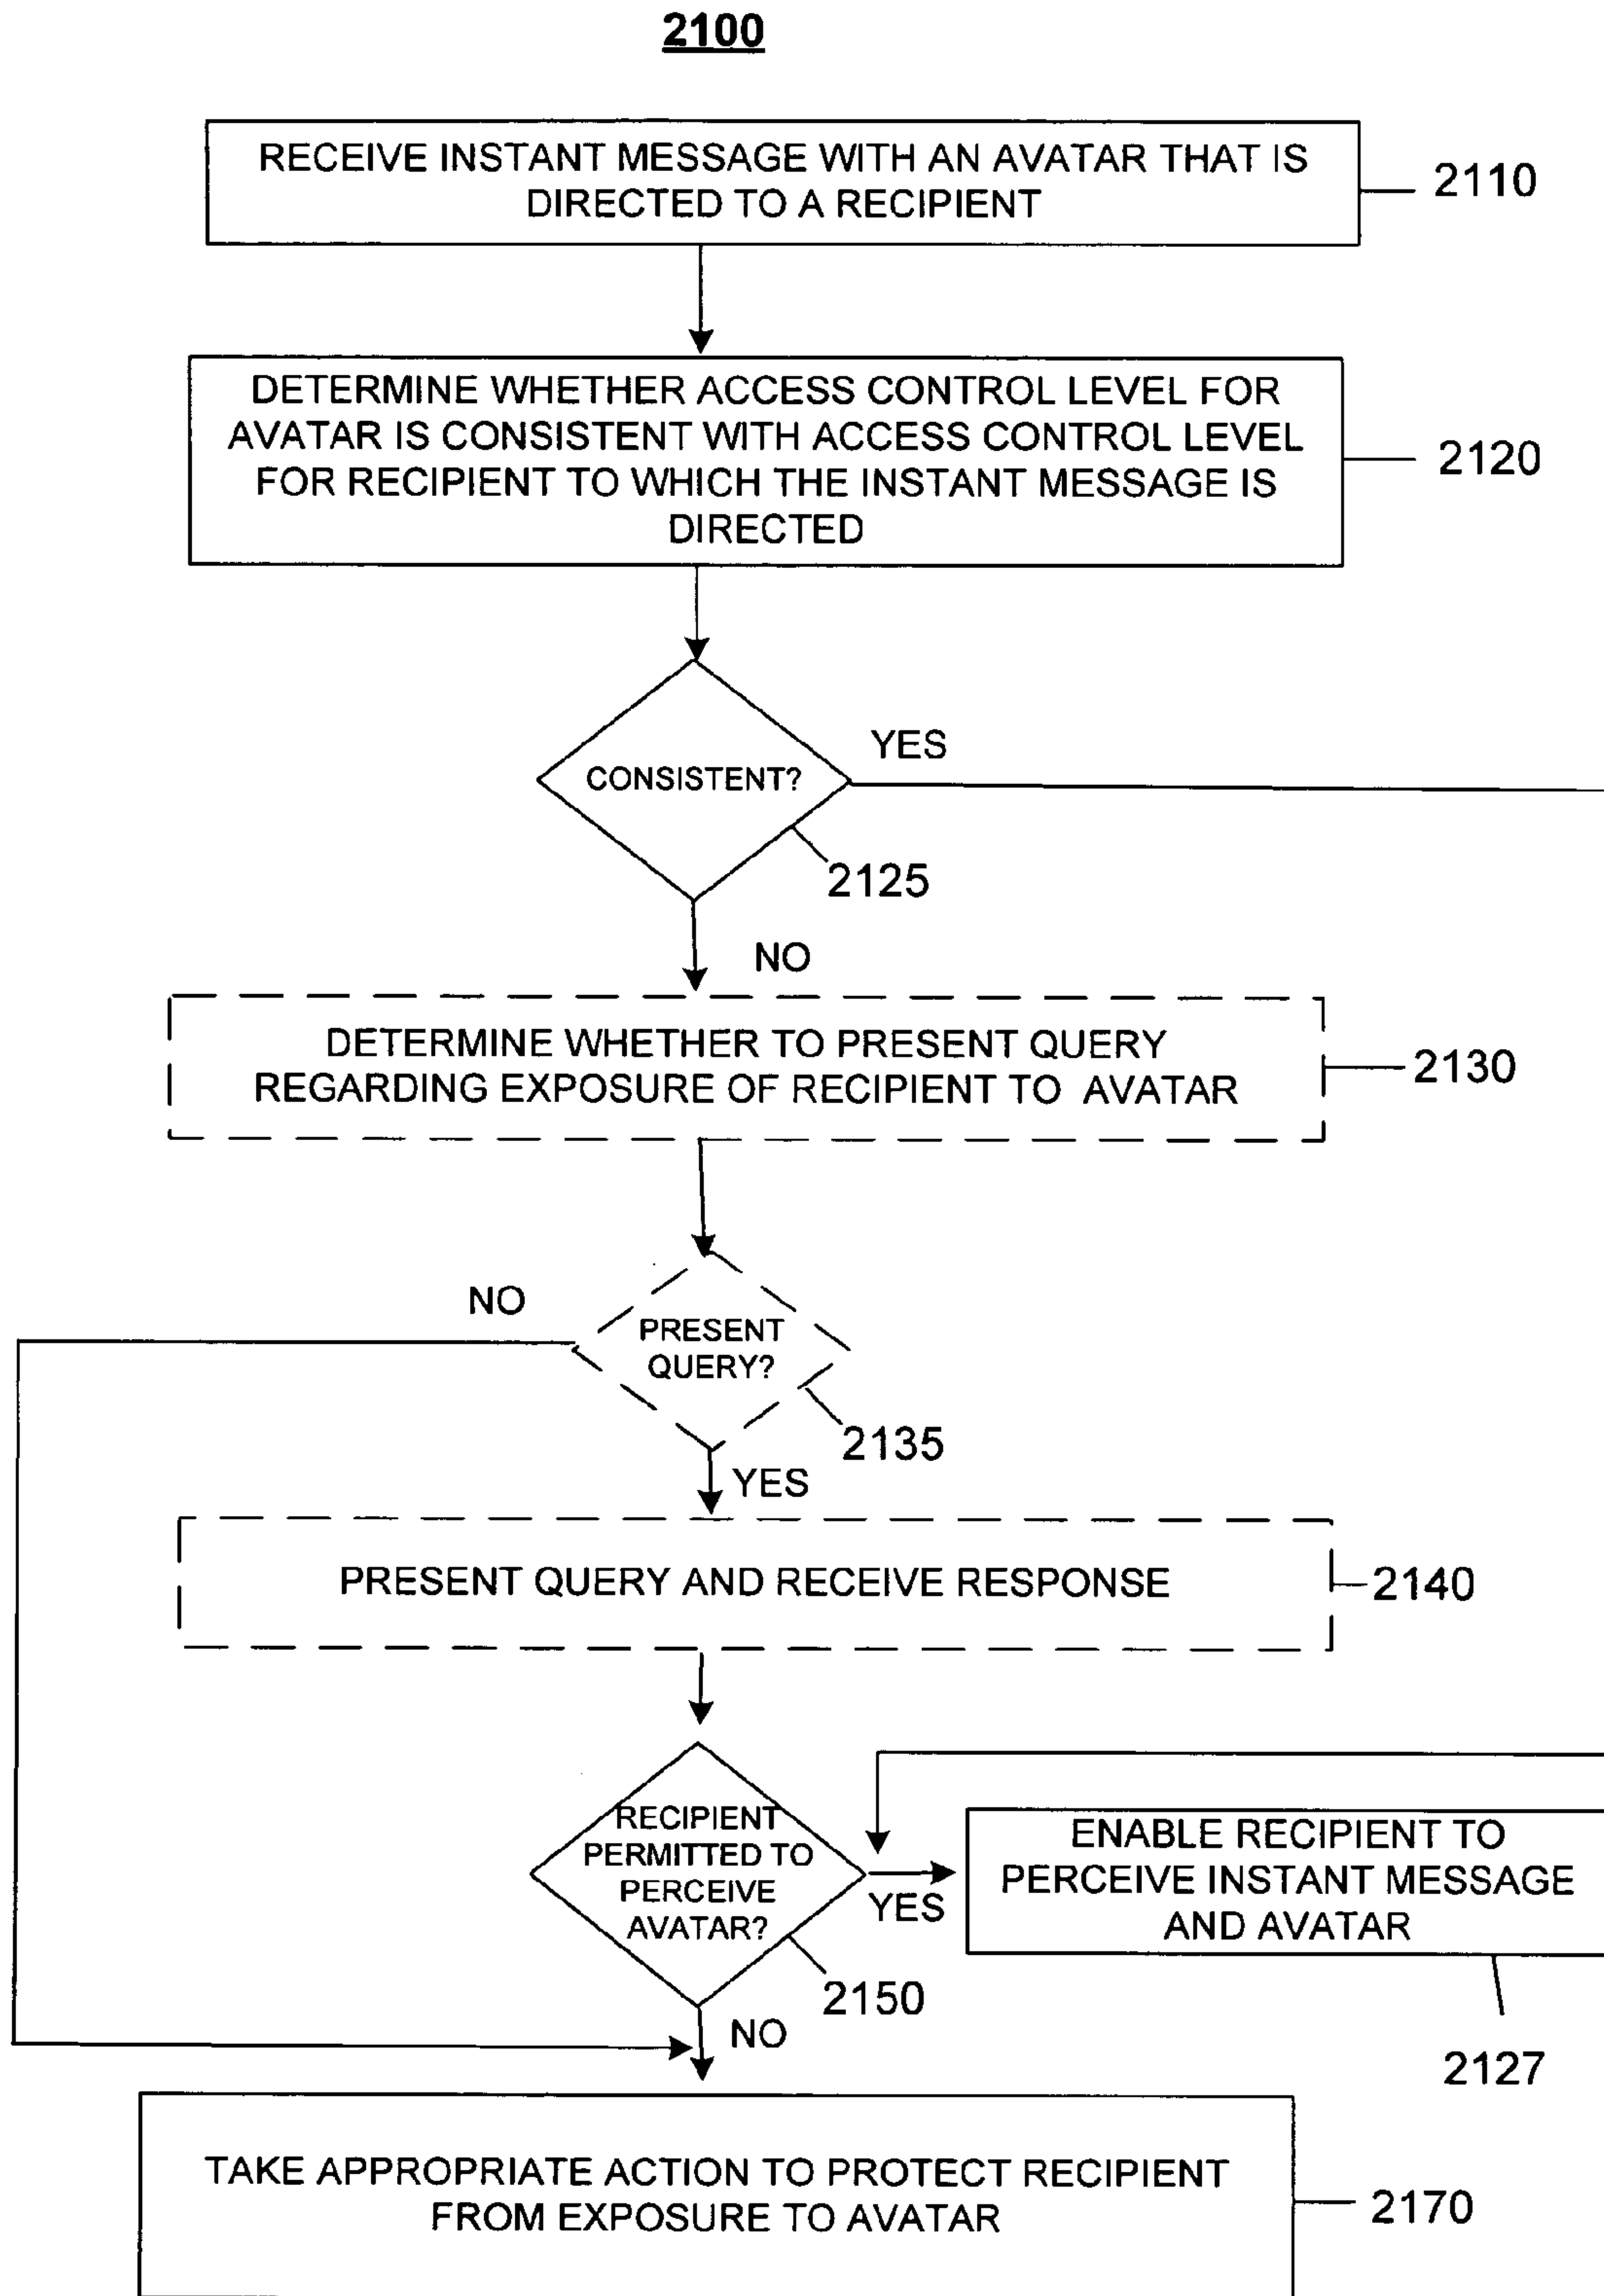 2100
RECEIVE INSTANT MESSAGE WITH AN AVATAR THAT IS
DIRECTED TO A RECIPIENT
2110
DETERMINE WHETHER ACCESS CONTROL LEVEL FOR
AVATAR IS CONSISTENT WITH ACCESS CONTROL LEVEL
FOR RECIPIENT TO WHICH THE INSTANT MESSAGE IS
DIRECTED
2120
YES
CONSISTENT?
2125
NO
DETERMINE WHETHER TO PRESENT QUERY
REGARDING EXPOSURE OF RECIPIENT TO AVATAR
2130
NO
PRESENT
QUERY?
2135
YES
PRESENT QUERY AND RECEIVE RESPONSE
2140
RECIPIENT
PERMITTED TO
PERCEIVE
AVATAR?
YES
2150
ENABLE RECIPIENT TO
PERCEIVE INSTANT MESSAGE
AND AVATAR
2127
NO
TAKE APPROPRIATE ACTION TO PROTECT RECIPIENT
FROM EXPOSURE TO AVATAR
2170